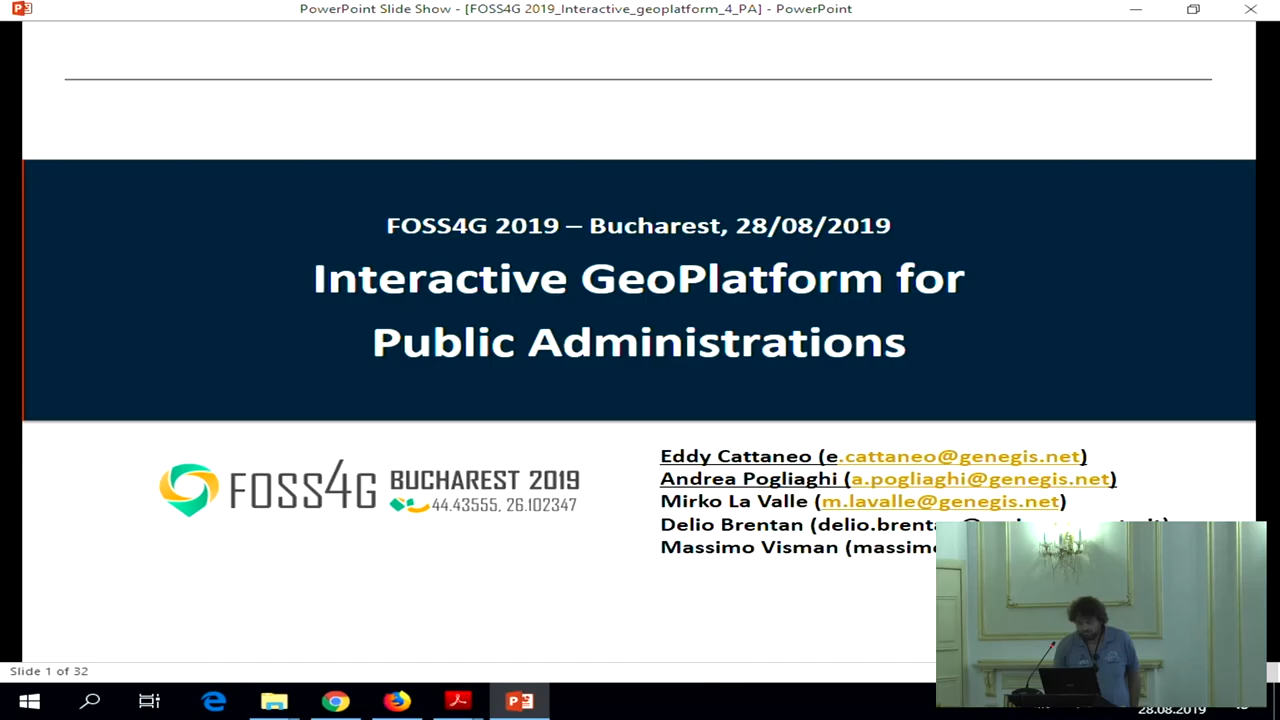 PowerPoint Slide Show - [FOSS4G 2019_Interactive_geoplatform_4_PA] - PowerPoint
FOSS4G 2019 – Bucharest, 28/08/2019
Interactive GeoPlatform for
Public Administrations
FOSS4G BUCHAREST 2019
44.43555, 26.102347
Eddy Cattaneo (e.cattaneo@genegis.net)
Andrea Pogliaghi (a.pogliaghi@genegis.net)
Mirko La Valle (m.lavalle@genegis.net)
Delio Brentan (delio.brenta
Massimo Visman (massimo
Slide 1 of 32
28.08.2019